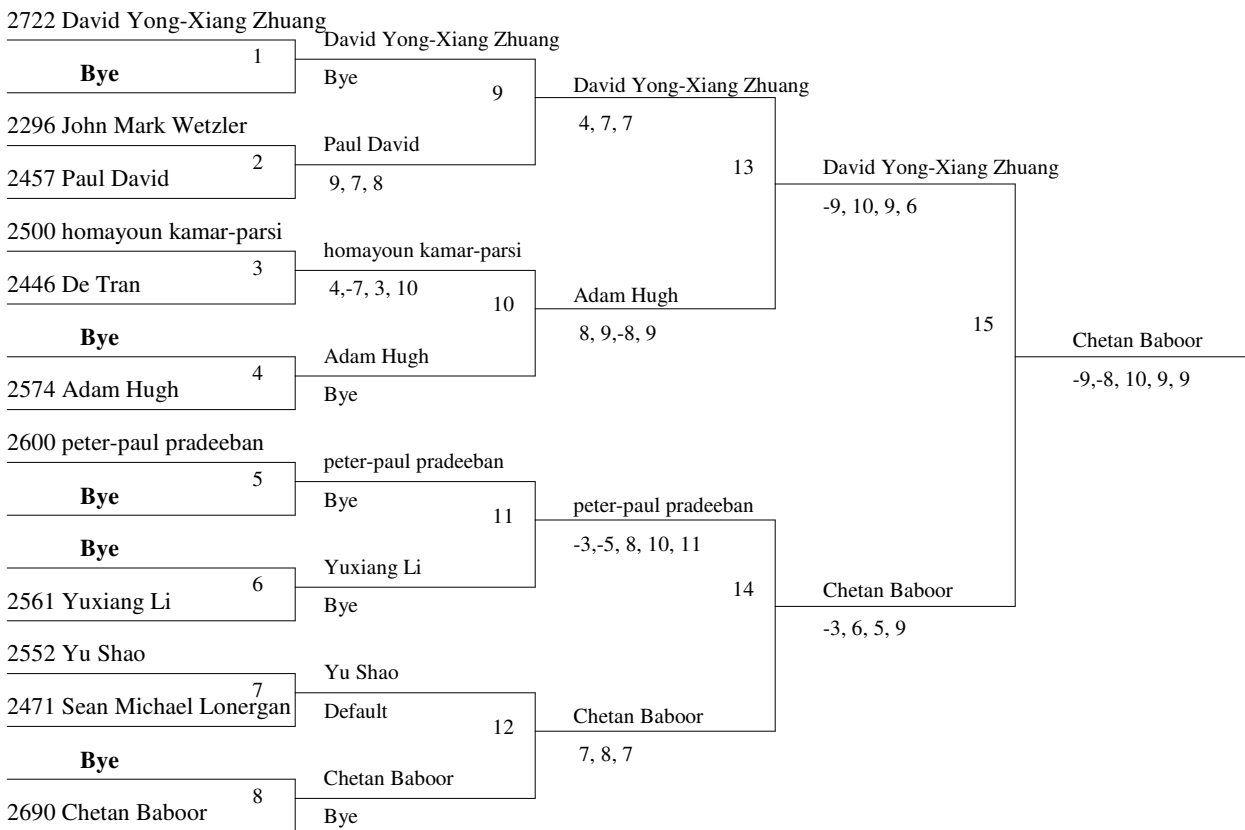 2722 David Yong-Xiang Zhuang
Bye
2296 John Mark Wetzler
2457 Paul David
2500 homayoun kamar-parsi
2446 De Tran
Bye
2574 Adam Hugh
2600 peter-paul pradeeban
Bye
Bye
2561 Yuxiang Li
2552 Yu Shao
2471 Sean Michael Lonergan
Bye
2690 Chetan Baboor
1
2
3
4
5
6
7
8
David Yong-Xiang Zhuang
Bye
Paul David
9, 7, 8
homayoun kamar-parsi
4,-7, 3, 10
Adam Hugh
Bye
peter-paul pradeeban
Bye
Yuxiang Li
Bye
Yu Shao
Default
Chetan Baboor
Bye
9
10
11
12
David Yong-Xiang Zhuang
4, 7, 7
Adam Hugh
8, 9,-8, 9
peter-paul pradeeban
-3,-5, 8, 10, 11
Chetan Baboor
7, 8, 7
13
14
David Yong-Xiang Zhuang
-9, 10, 9, 6
Chetan Baboor
-3, 6, 5, 9
15
Chetan Baboor
-9,-8, 10, 9, 9